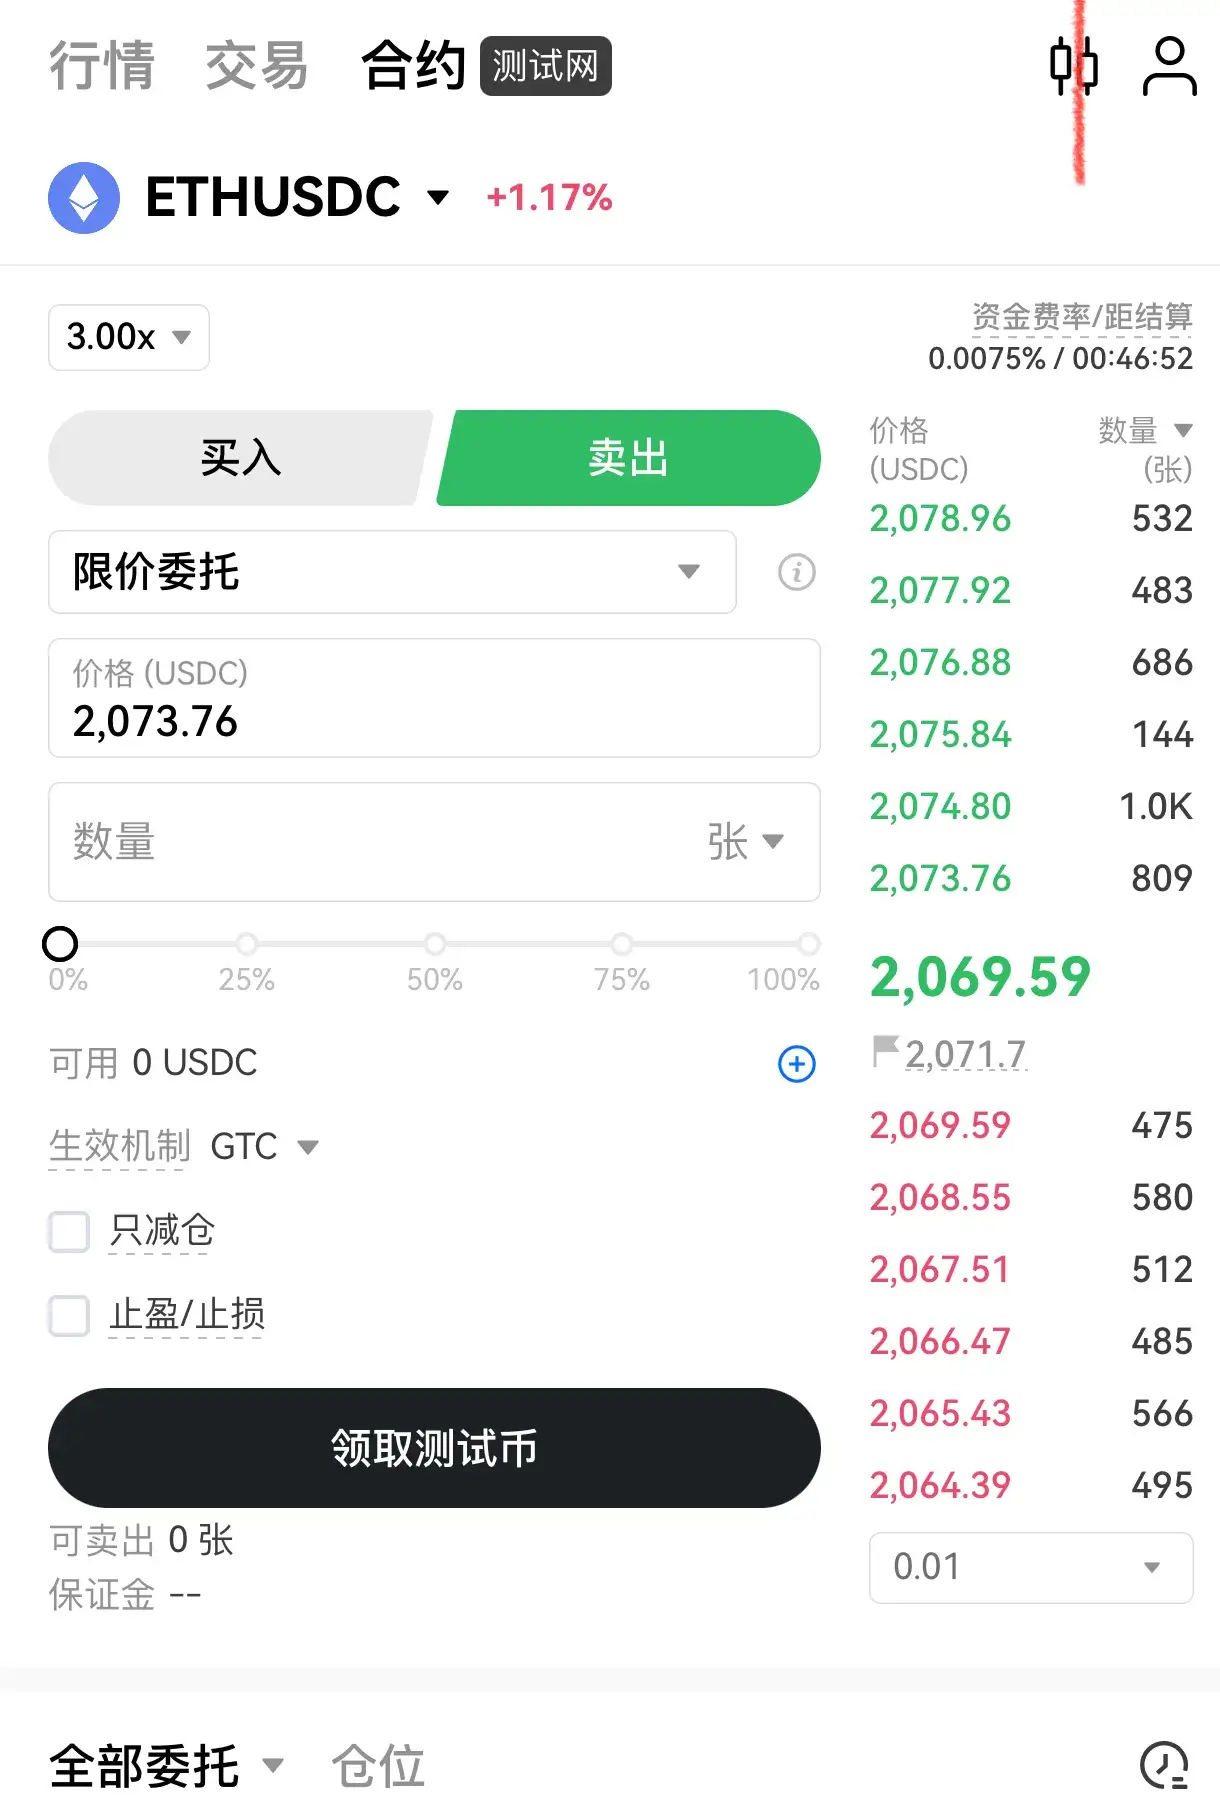 行情 交易 合约 测试网
ETHUSDC +1.17%
3.00x
资金费率/距结算
0.0075% / 00:46:52
买入 卖出
限价委托
价格 (USDC)
2,073.76
数量 张
0% 25% 50% 75% 100%
可用 0 USDC
生效机制 GTC
只减仓
止盈/止损
领取测试币
可卖出 0 张
保证金 --
价格 数量
(USDC) (张)
2,078.96 532
2,077.92 483
2,076.88 686
2,075.84 144
2,074.80 1.0K
2,073.76 809
2,069.59
2,071.7
2,069.59 475
2,068.55 580
2,067.51 512
2,066.47 485
2,065.43 566
2,064.39 495
0.01
全部委托 仓位